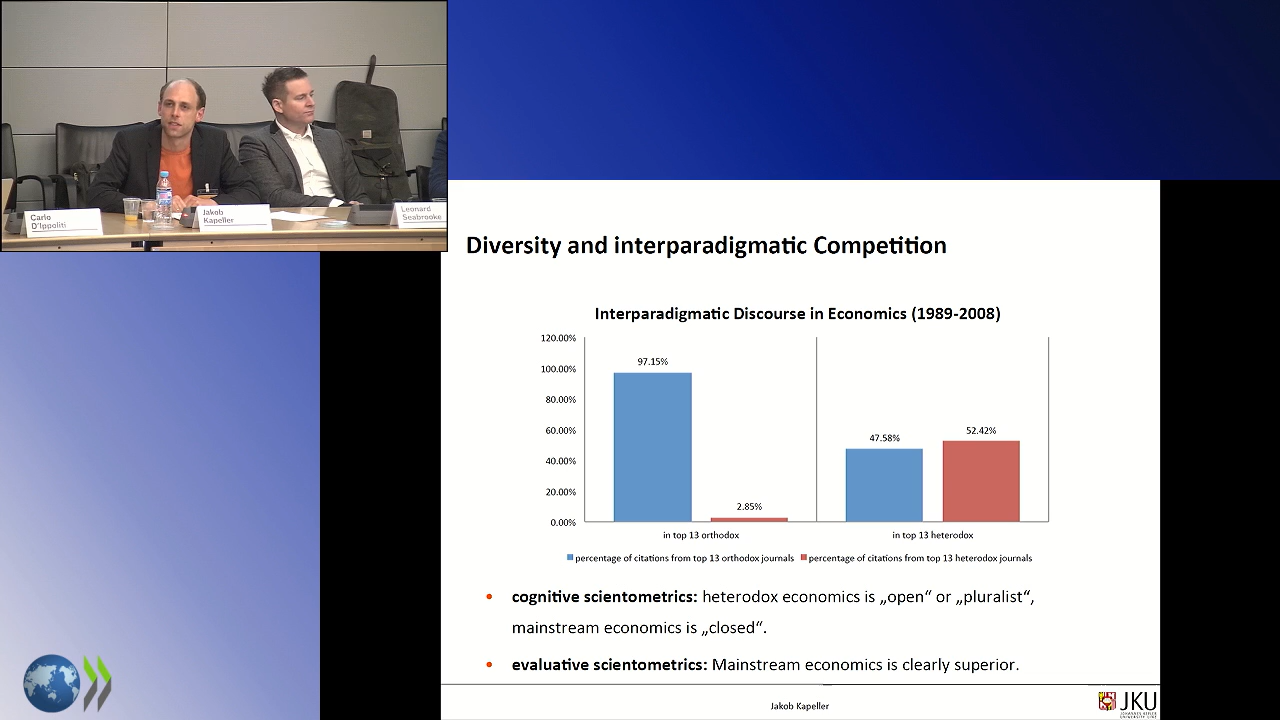 Carlo
D'Ippoliti
Jakob
Kapeller
Leonard
Seabrooke
Diversity and interparadigmatic Competition
Interparadigmatic Discourse in Economics (1989-2008)
120.00%
100.00%
80.00%
60.00%
40.00%
20.00%
0.00%
97.15%
2.85%
47.58%
52.42%
in top 13 orthodox
in top 13 heterodox
percentage of citations from top 13 orthodox journals
percentage of citations from top 13 heterodox journals
• cognitive scientometrics: heterodox economics is „open“ or „pluralist“,
mainstream economics is „closed“.
• evaluative scientometrics: Mainstream economics is clearly superior.
Jakob Kapeller
JKU
JOHANNES KEPLER
UNIVERSITY LINZ